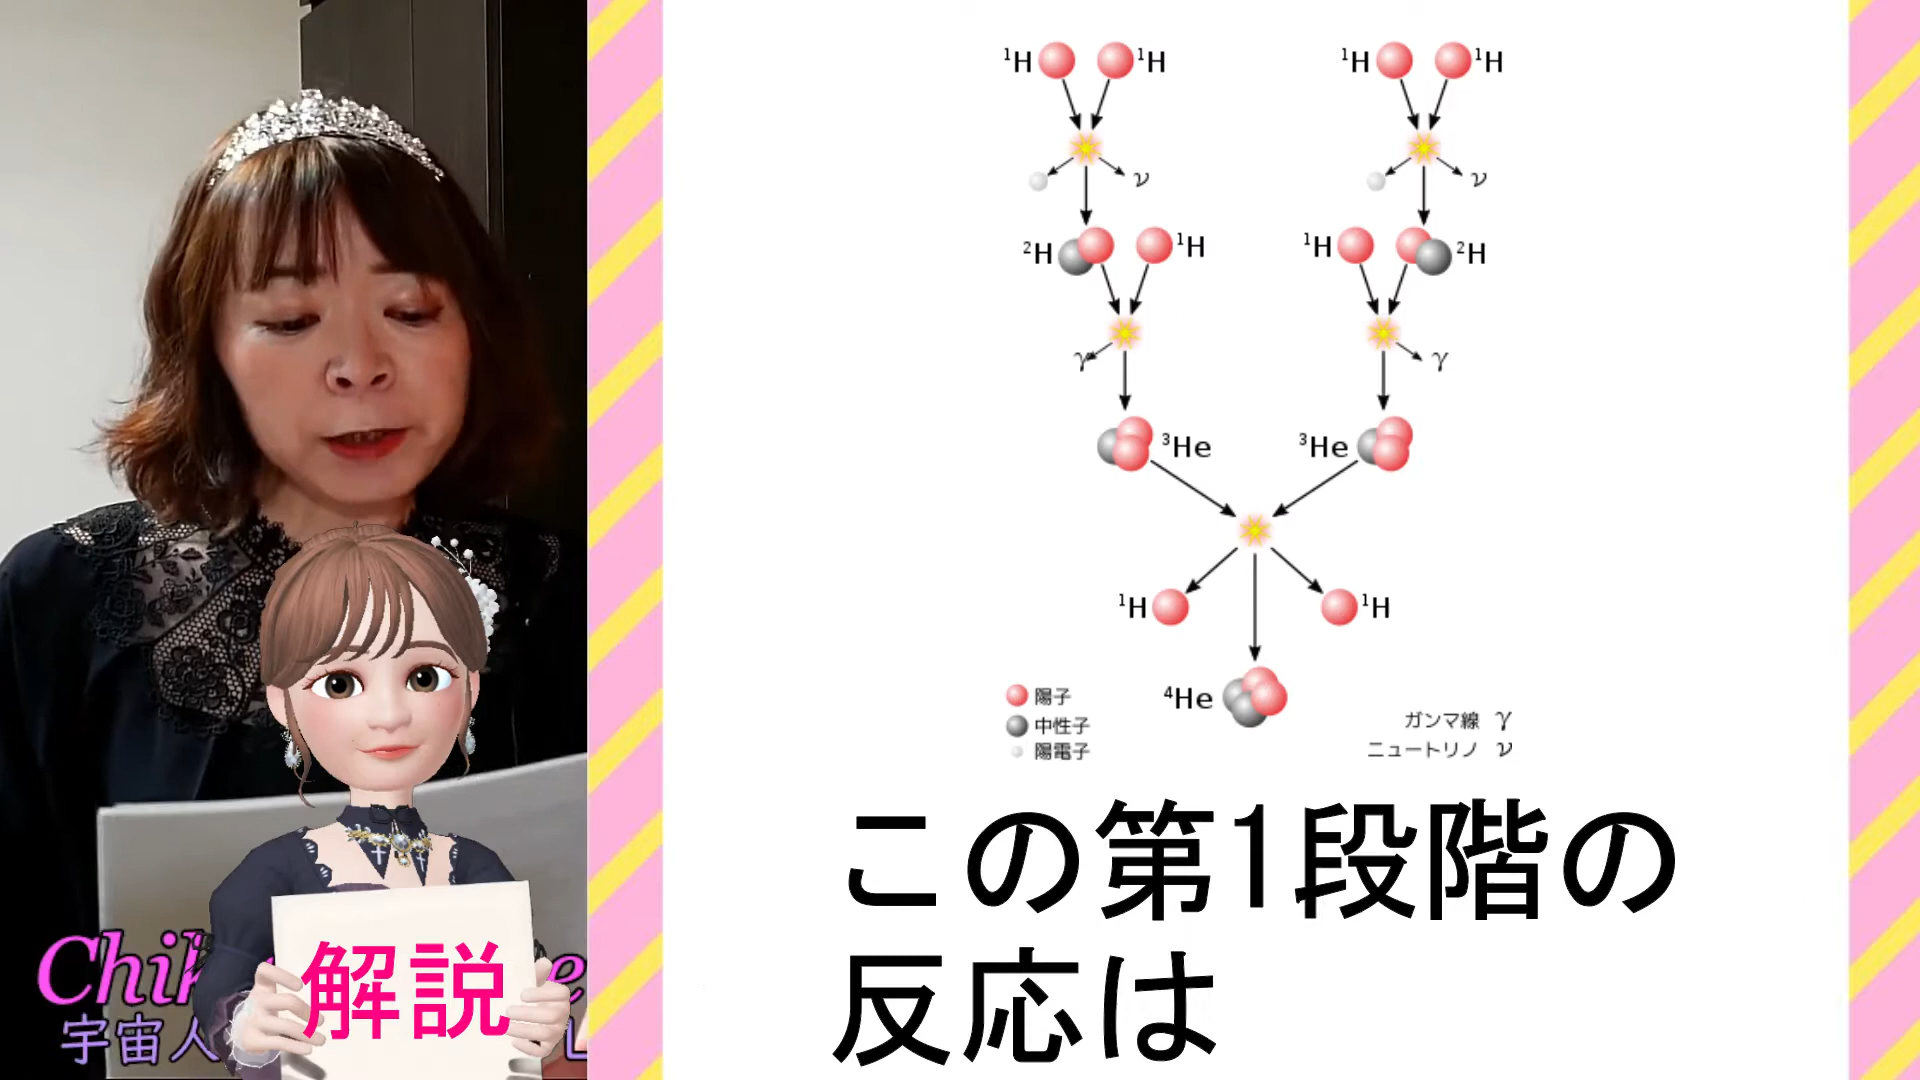 ¹H ¹H ¹H ¹H
ν ν
²H ¹H ¹H ²H
γ γ
³He ³He
¹H ¹H
⁴He
陽子
中性子
陽電子
ガンマ線 γ
ニュートリノ ν
この第1段階の
反応は
解説
宇宙人